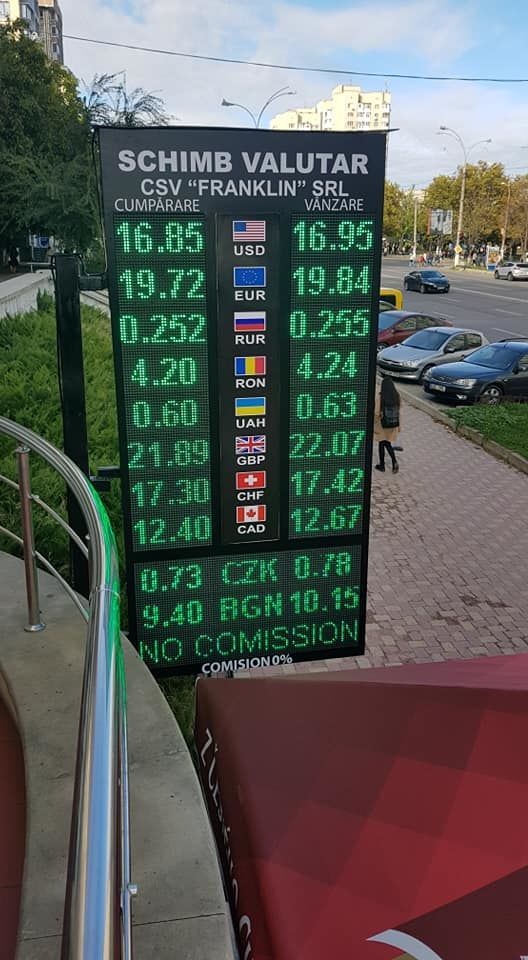 SCHIMB VALUTAR
CSV “FRANKLIN” SRL
CUMPĂRARE VÂNZARE
16.85 USD 16.95
19.72 EUR 19.84
0.252 RUR 0.255
4.20 RON 4.24
0.60 UAH 0.63
21.89 GBP 22.07
17.30 CHF 17.42
12.40 CAD 12.67
0.73 CZK 0.78
9.40 BGN 10.15
NO COMISSION
COMISION 0%